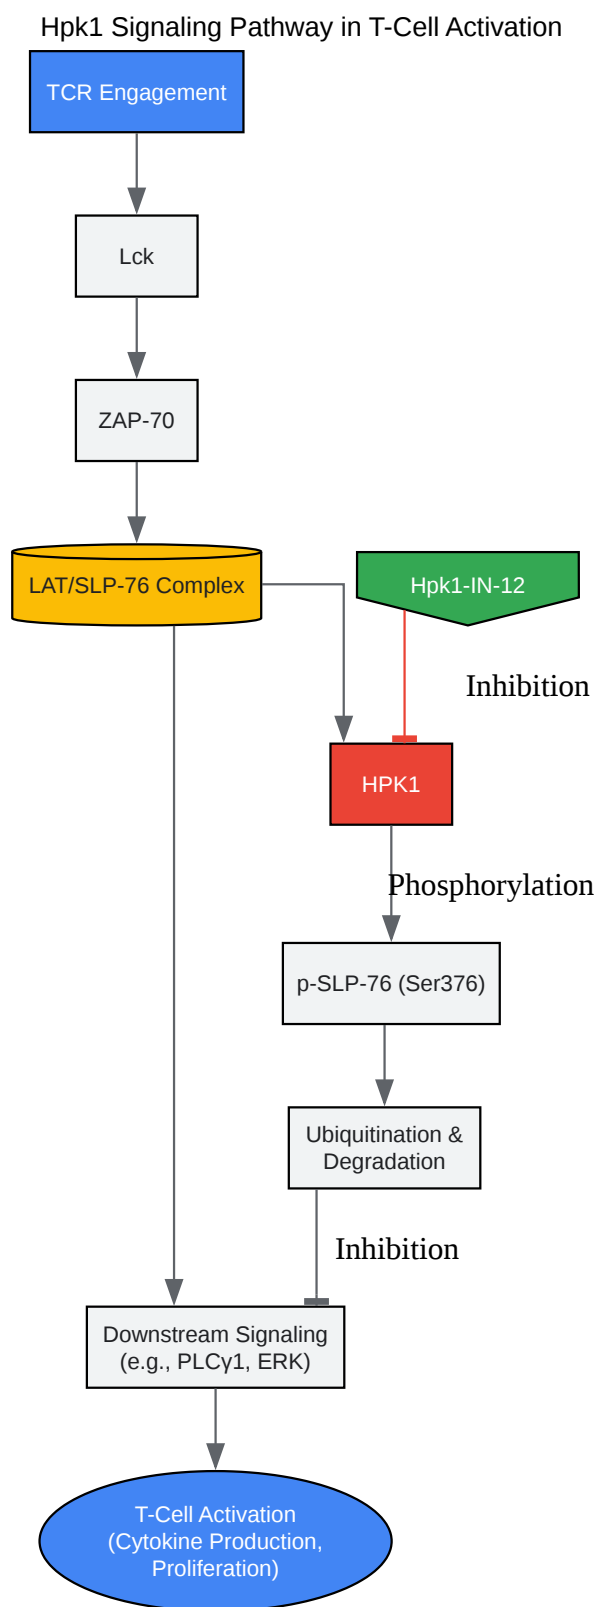 Hpk1 Signaling Pathway in T-Cell Activation
TCR Engagement
Lck
ZAP-70
LAT/SLP-76 Complex
Hpk1-IN-12
Inhibition
HPK1
Phosphorylation
p-SLP-76 (Ser376)
Ubiquitination &
Degradation
Inhibition
Downstream Signaling
(e.g., PLCγ1, ERK)
T-Cell Activation
(Cytokine Production,
Proliferation)